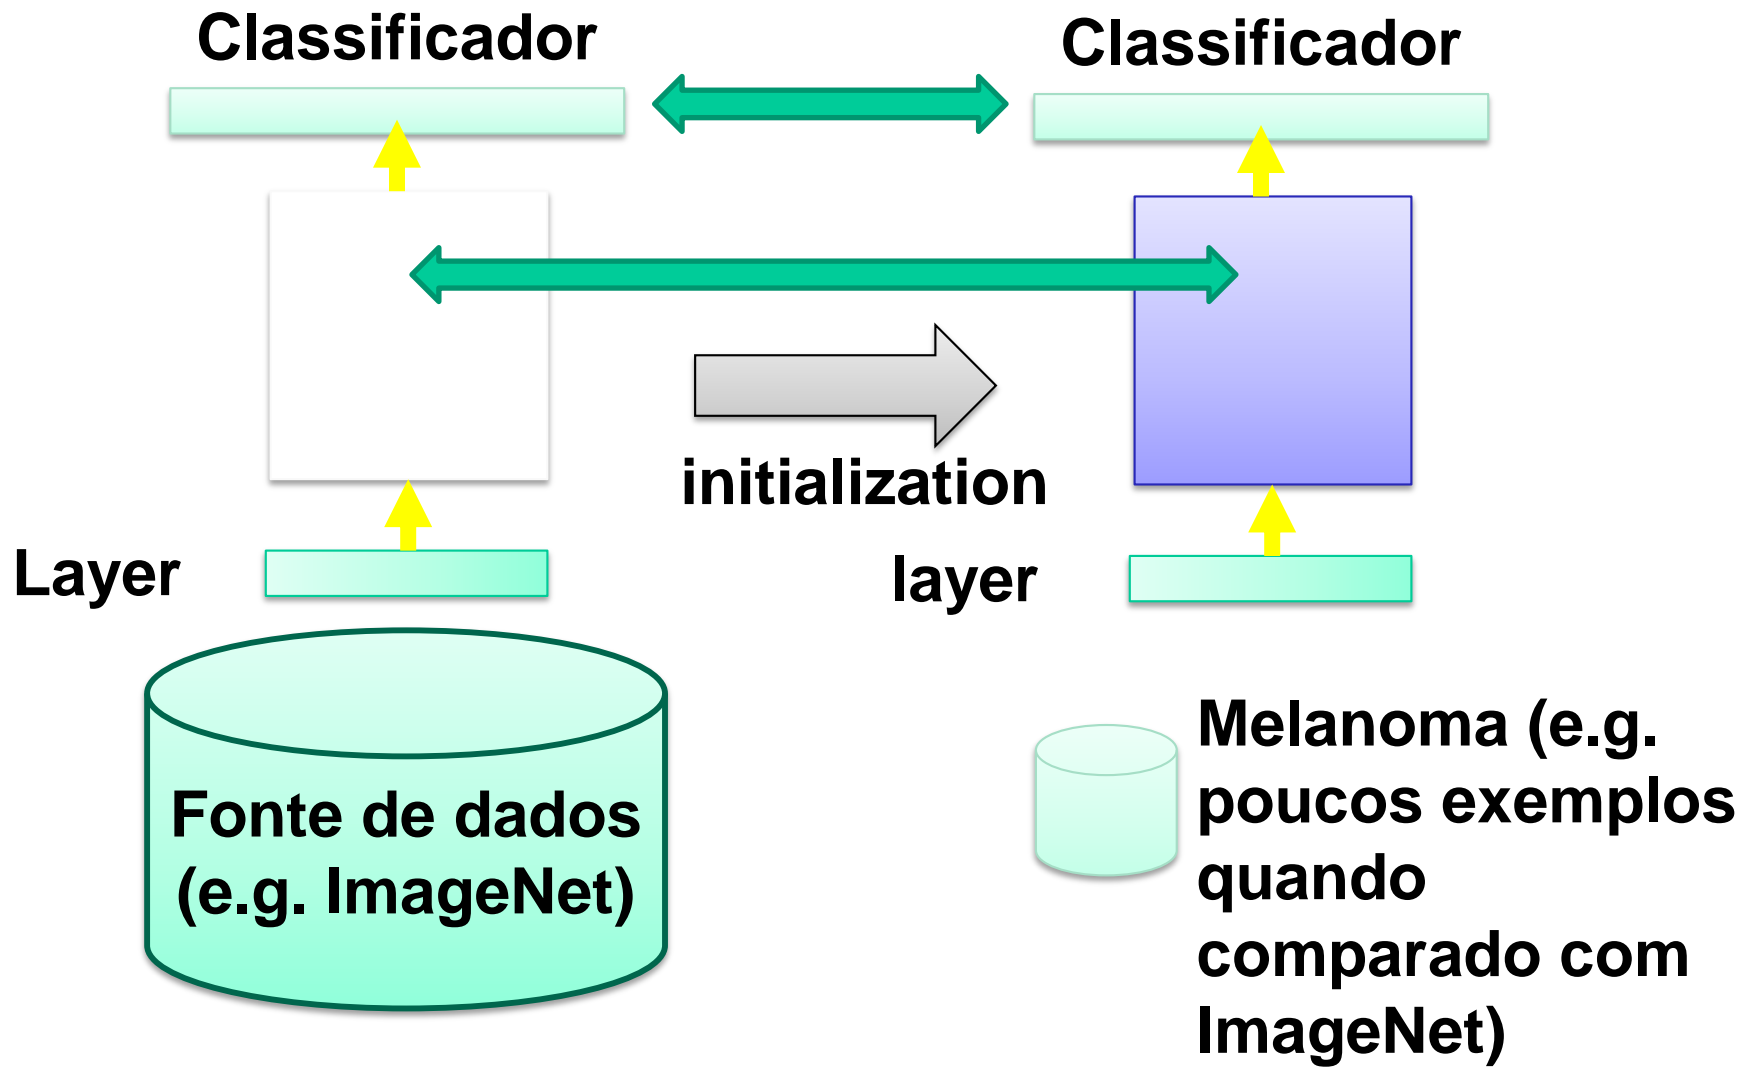 Classificador
Classificador
initialization
Layer
layer
Fonte de dados
(e.g. ImageNet)
Melanoma (e.g.
poucos exemplos
quando
comparado com
ImageNet)